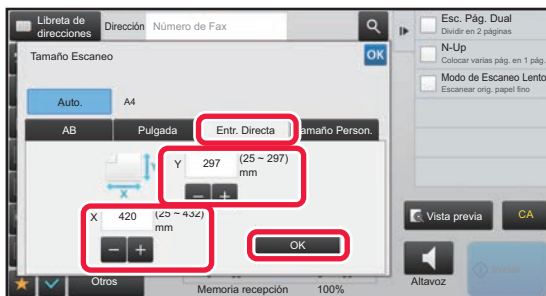 Libreta de
direcciones
Dirección
Número de Fax
Tamaño Escaneo
OK
Auto.
A4
AB
Pulgada
Entr. Directa
Tamaño Person.
Y
Y 297 (25 ~ 297)
mm
X
X 420 (25 ~ 432)
mm
OK
Otros
Memoria recepción 100%
Esc. Pág. Dual
Dividir en 2 páginas
N-Up
Colocar varias pág. en 1 pág.
Modo de Escaneo Lento
Escanear orig. papel fino
Vista previa
CA
Altavoz